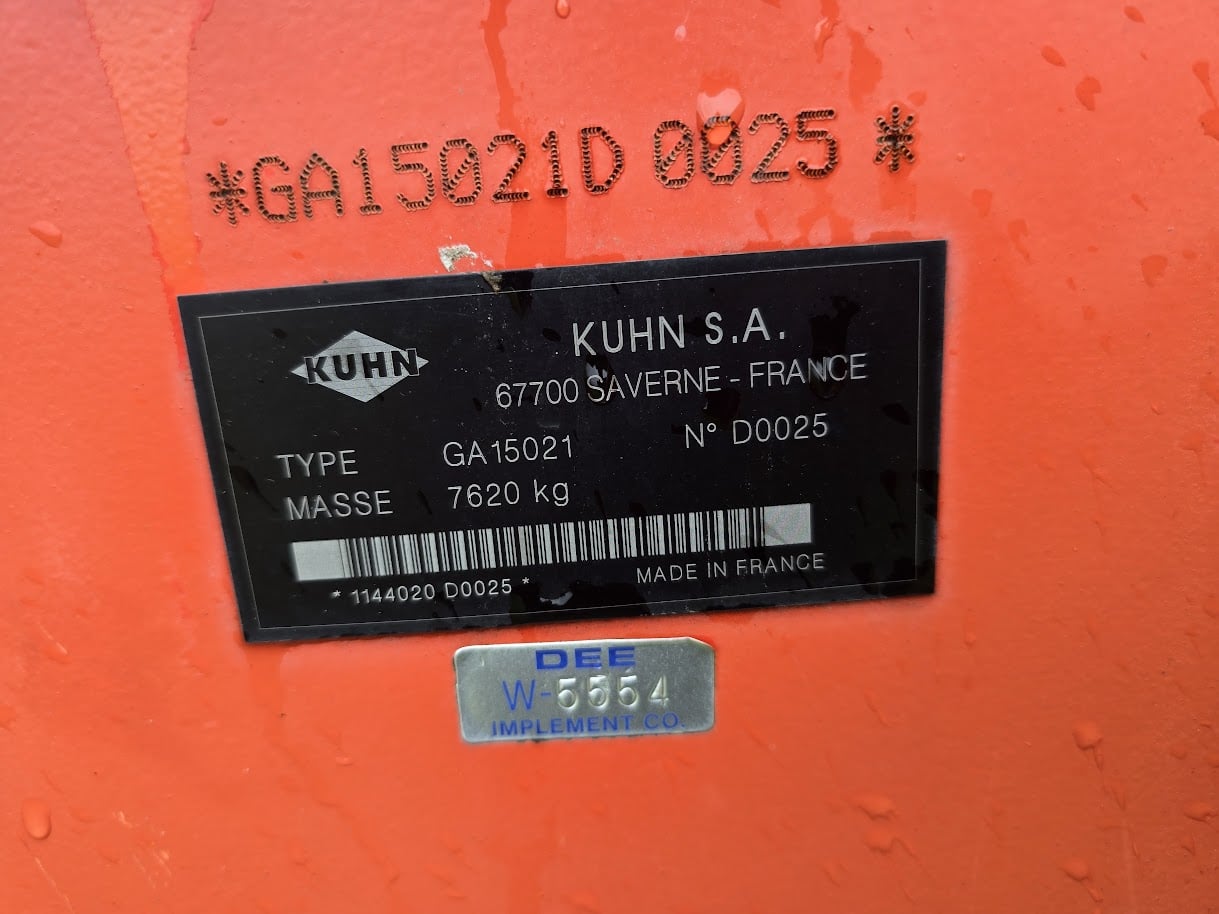 *GA15021D 0025 *
KUHN
KUHN S.A.
67700 SAVERNE - FRANCE
TYPE GA15021 N° D0025
MASSE 7620 kg
* 1144020 D0025 * MADE IN FRANCE
DEE
W-5554
IMPLEMENT CO.